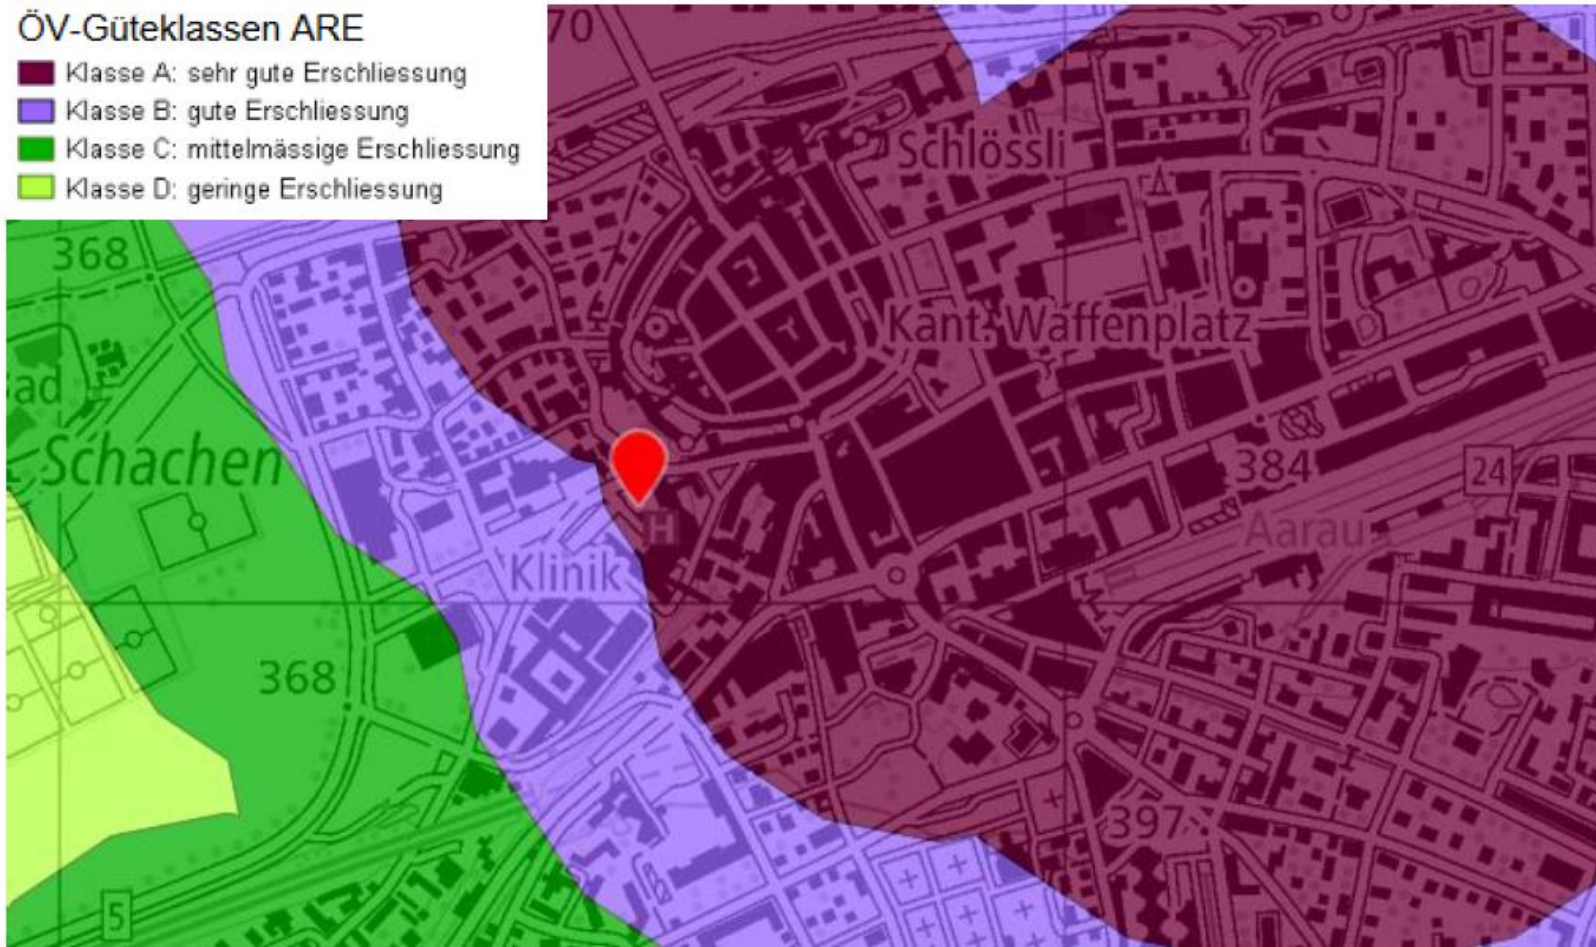 ÖV-Güteklassen ARE
Klasse A: sehr gute Erschliessung
Klasse B: gute Erschliessung
Klasse C: mittelmässige Erschliessung
Klasse D: geringe Erschliessung
70
Schlössli
368
Kant. Waffenplatz
ad
Schachen
384
24
H
Aarau
Klinik
368
397
5